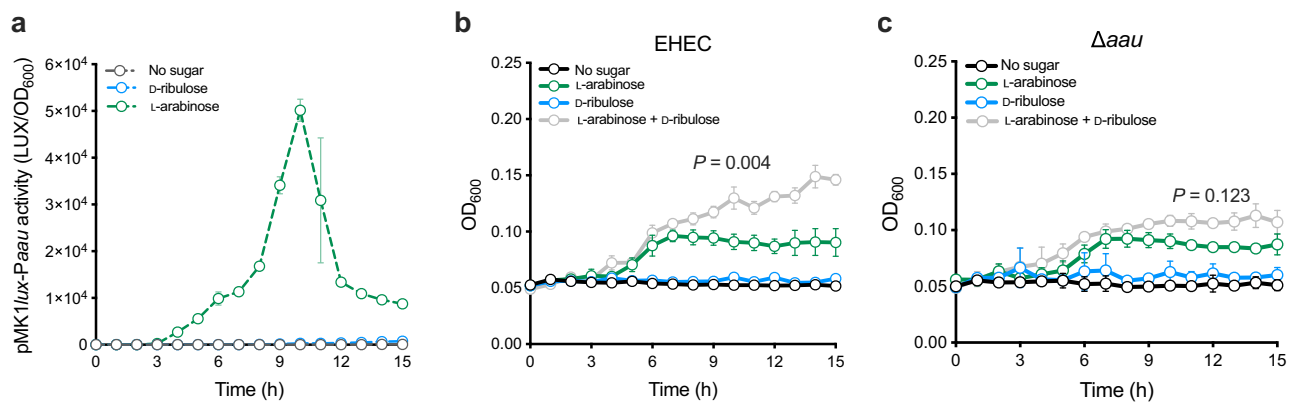 a
pMK1lux-Paau activity (LUX/OD600)
6×10⁴
5×10⁴
4×10⁴
3×10⁴
2×10⁴
1×10⁴
0
No sugar
D-ribulose
L-arabinose
0 3 6 9 12 15
Time (h)
b
EHEC
OD600
0.25
0.20
0.15
0.10
0.05
0.00
No sugar
L-arabinose
D-ribulose
L-arabinose + D-ribulose
P = 0.004
0 3 6 9 12 15
Time (h)
c
Δaau
OD600
0.25
0.20
0.15
0.10
0.05
0.00
No sugar
L-arabinose
D-ribulose
L-arabinose + D-ribulose
P = 0.123
0 3 6 9 12 15
Time (h)